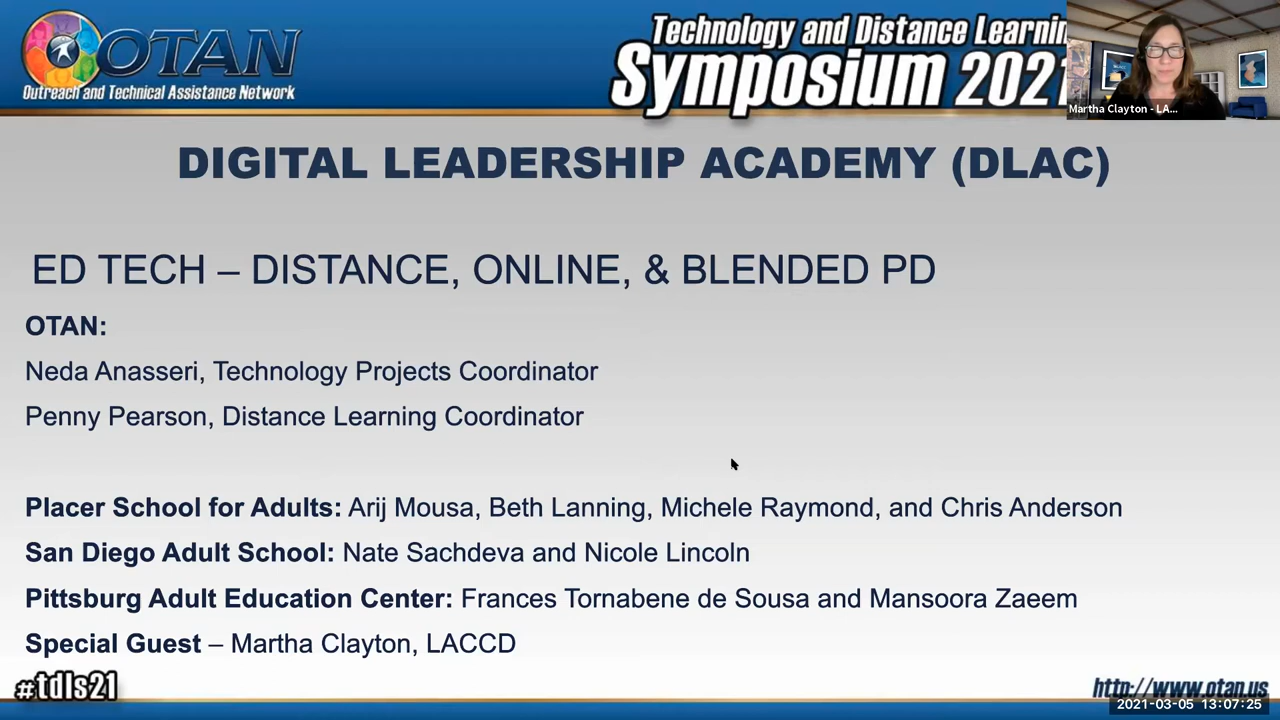 OTAN
Outreach and Technical Assistance Network
Technology and Distance Learnin
Symposium 2021
Martha Clayton - LA...
DIGITAL LEADERSHIP ACADEMY (DLAC)
ED TECH – DISTANCE, ONLINE, & BLENDED PD
OTAN:
Neda Anasseri, Technology Projects Coordinator
Penny Pearson, Distance Learning Coordinator
Placer School for Adults: Arij Mousa, Beth Lanning, Michele Raymond, and Chris Anderson
San Diego Adult School: Nate Sachdeva and Nicole Lincoln
Pittsburg Adult Education Center: Frances Tornabene de Sousa and Mansoora Zaeem
Special Guest – Martha Clayton, LACCD
#tdls21
http://www.otan.us
2021-03-05 13:07:25